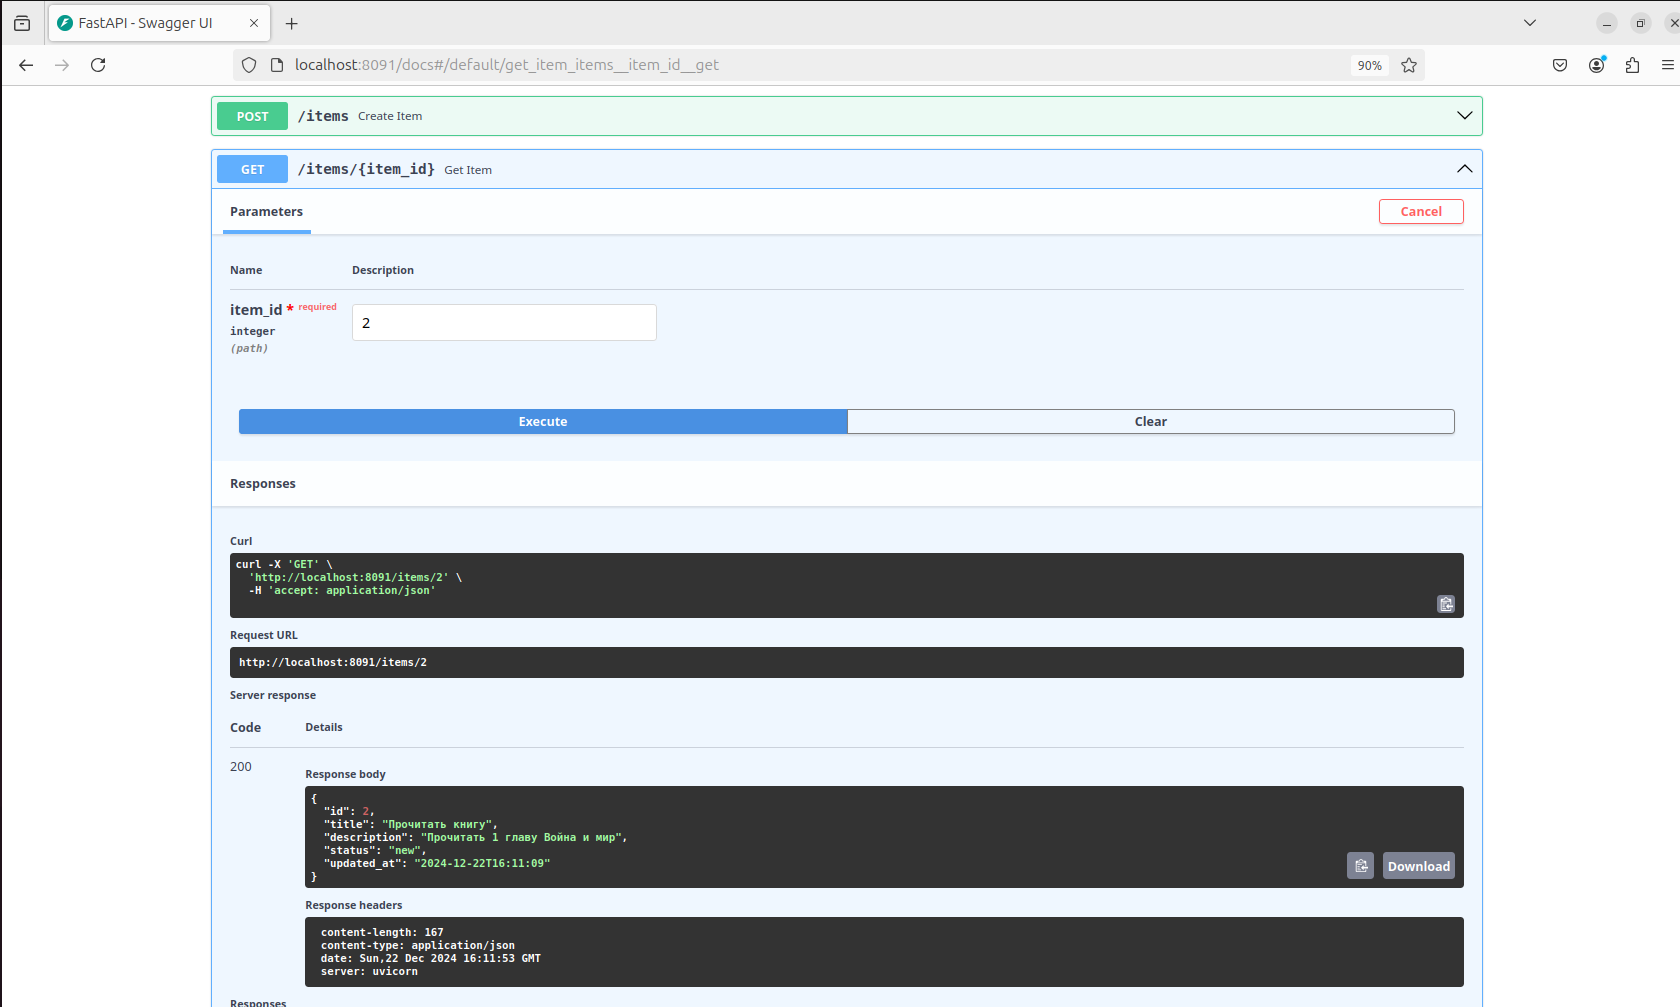 FastAPI - Swagger UI
localhost:8091/docs#/default/get_item_items__item_id__get
90%
POST /items Create Item
GET /items/{item_id} Get Item
Parameters
Cancel
Name Description
item_id * required
integer
(path)
2
Execute Clear
Responses
Curl
curl -X 'GET' \
'http://localhost:8091/items/2' \
-H 'accept: application/json'
Request URL
http://localhost:8091/items/2
Server response
Code Details
200
Response body
{
"id": 2,
"title": "Прочитать книгу",
"description": "Прочитать 1 главу Война и мир",
"status": "new",
"updated_at": "2024-12-22T16:11:09"
}
Download
Response headers
content-length: 167
content-type: application/json
date: Sun,22 Dec 2024 16:11:53 GMT
server: uvicorn
Responses